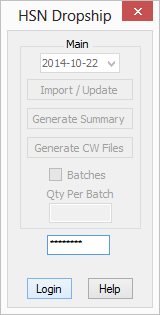 HSN Dropship
Main
2014-10-22
Import / Update
Generate Summary
Generate CW Files
Batches
Qty Per Batch
********
Login Help